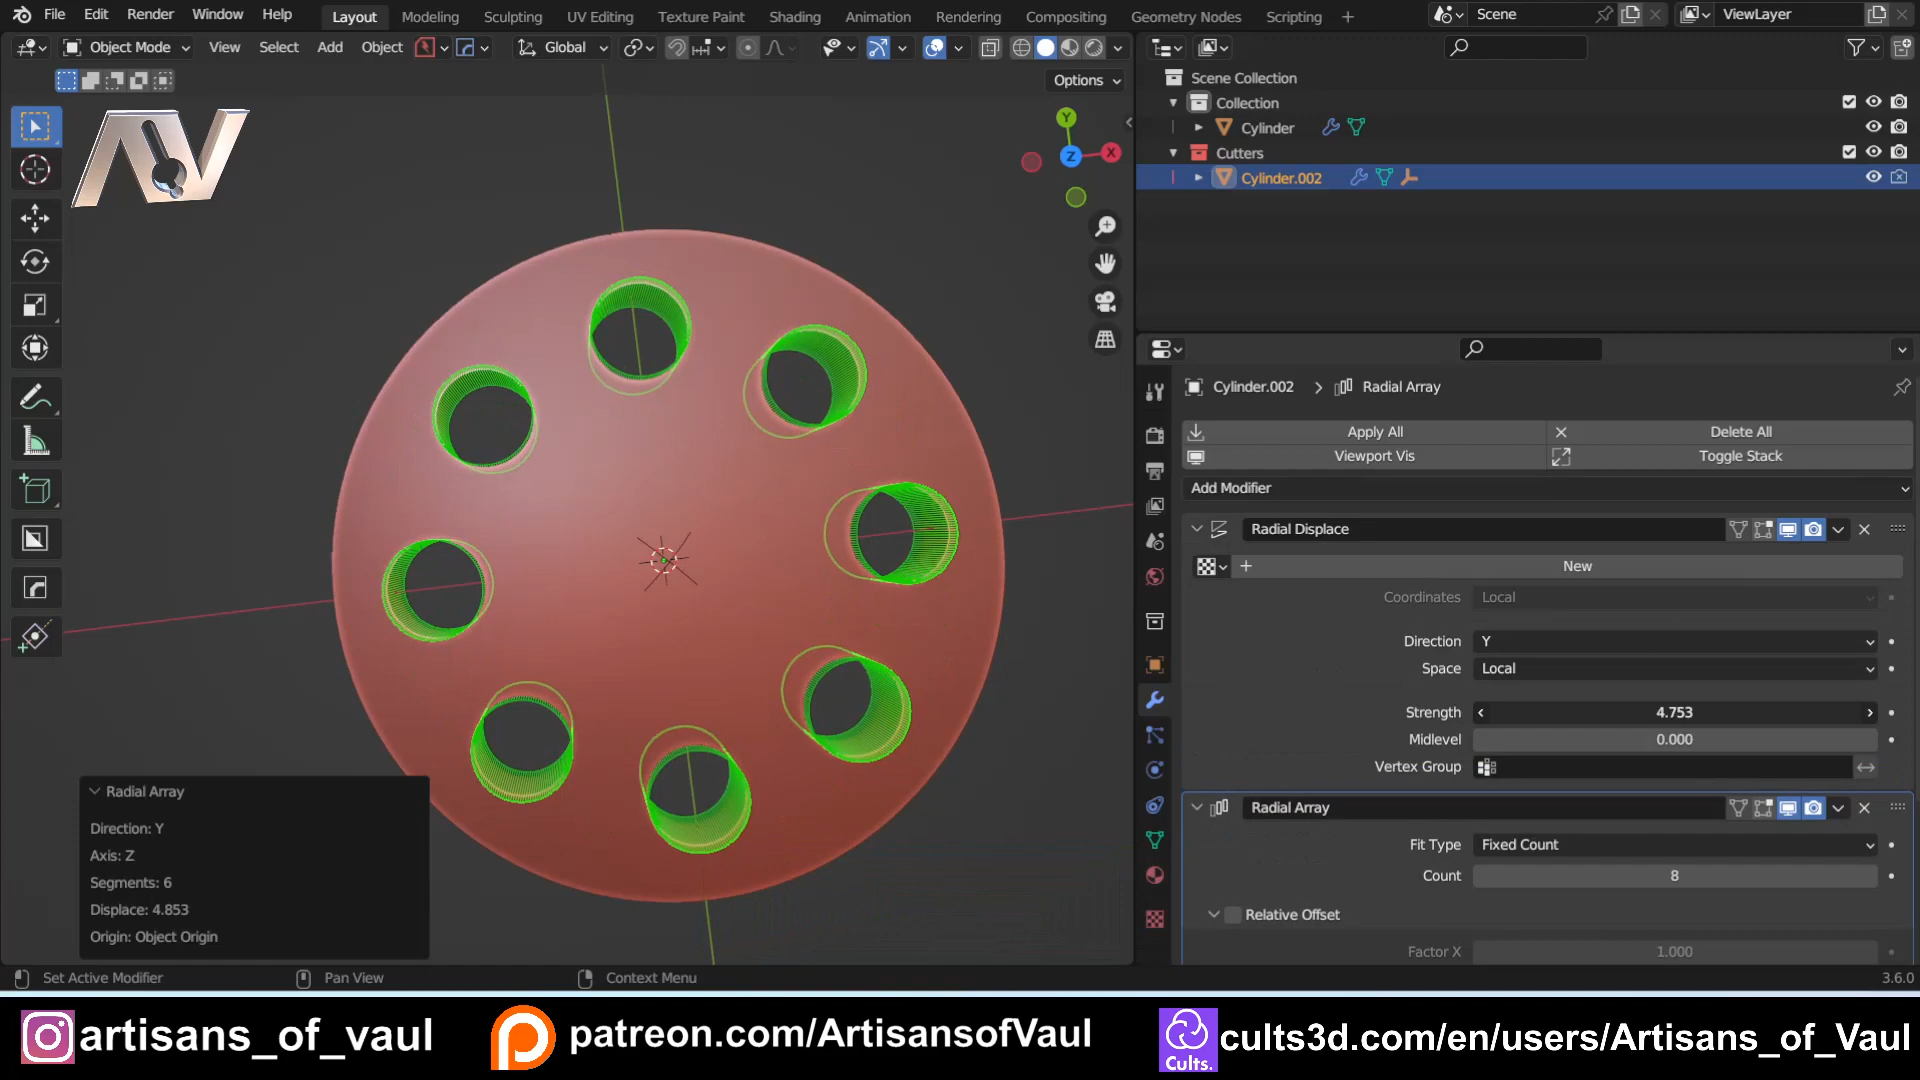 File Edit Render Window Help Layout Modeling Sculpting UV Editing Texture Paint Shading Animation Rendering Compositing Geometry Nodes Scripting + Scene ViewLayer
Object Mode View Select Add Object Global
Options
Scene Collection
Collection
Cylinder
Cutters
Cylinder.002
Y
Z
X
Cylinder.002 > Radial Array
Apply All Delete All
Viewport Vis Toggle Stack
Add Modifier
Radial Displace
New
Coordinates Local
Direction Y
Space Local
Strength 4.753
Midlevel 0.000
Vertex Group
Radial Array
Fit Type Fixed Count
Count 8
Relative Offset
Factor X 1.000
Radial Array
Direction: Y
Axis: Z
Segments: 6
Displace: 4.853
Origin: Object Origin
Set Active Modifier Pan View Context Menu 3.6.0
artisans_of_vaul patreon.com/ArtisansofVaul Cults. cults3d.com/en/users/Artisans_of_Vaul